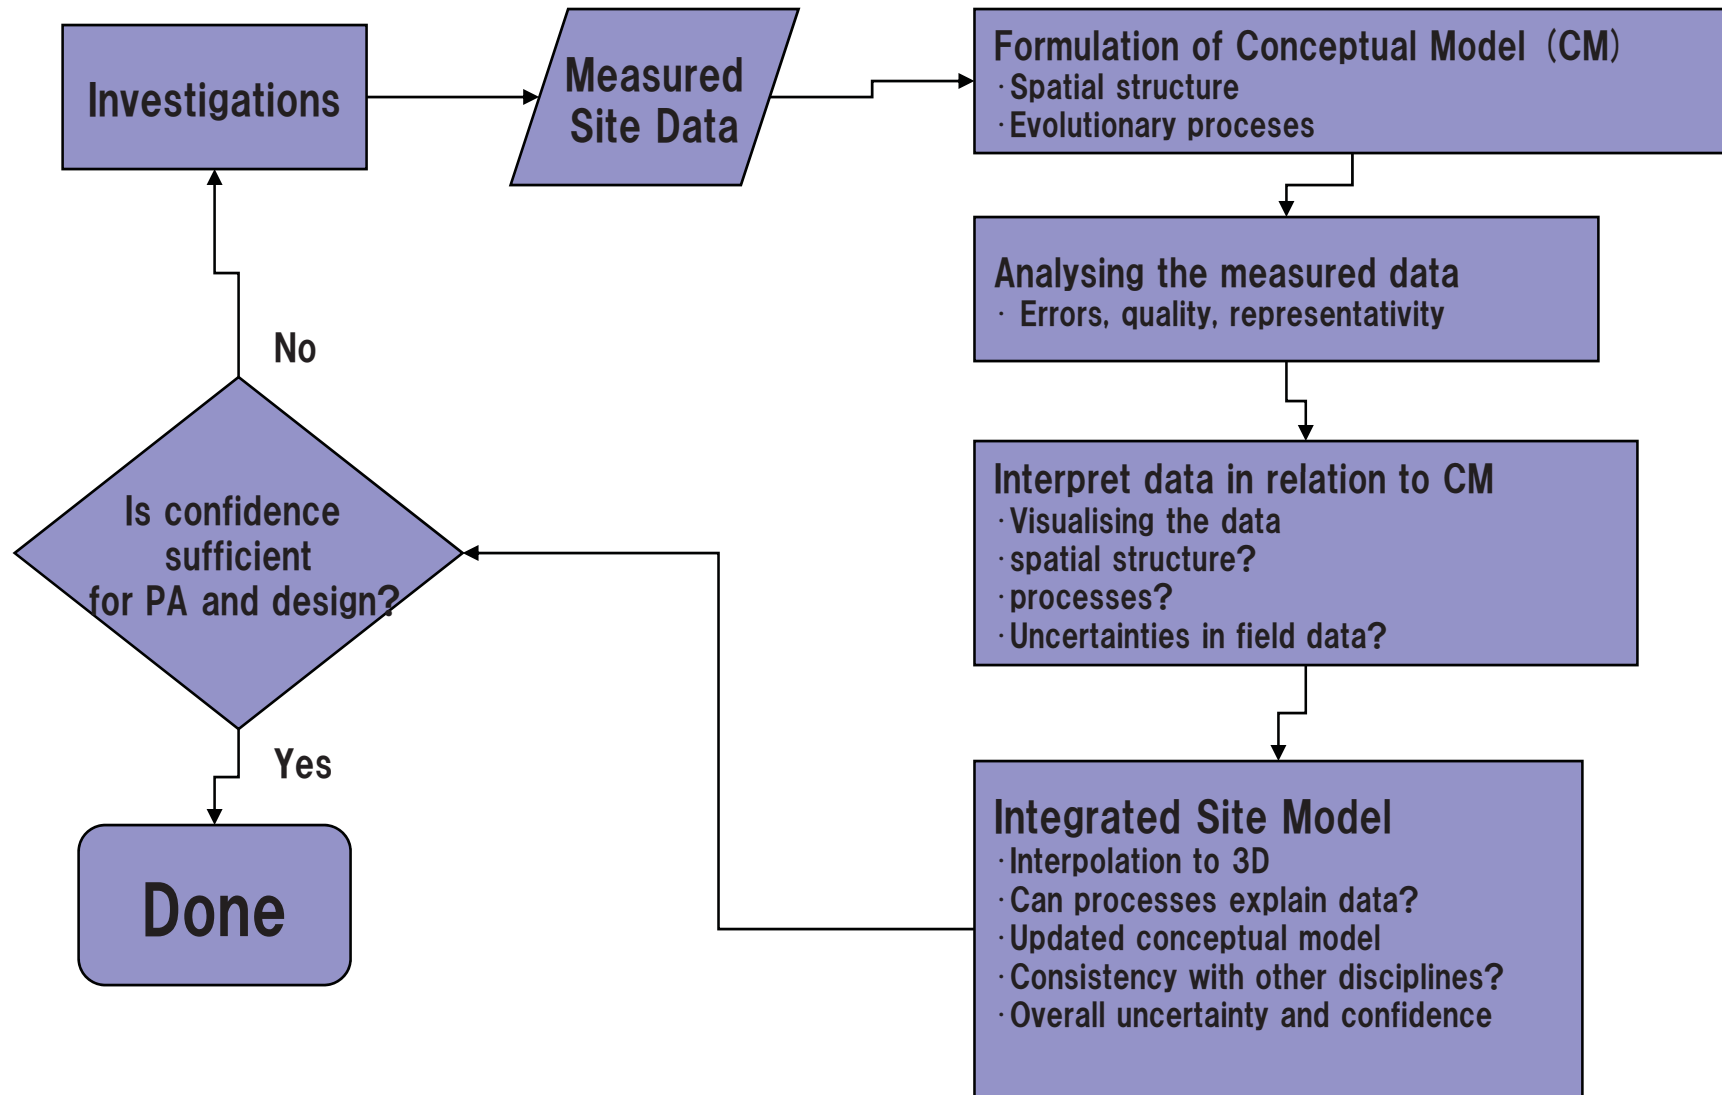 Investigations
Measured
Site Data
Formulation of Conceptual Model (CM)
·Spatial structure
·Evolutionary proceses
Analysing the measured data
· Errors, quality, representativity
Interpret data in relation to CM
·Visualising the data
·spatial structure?
·processes?
·Uncertainties in field data?
Integrated Site Model
·Interpolation to 3D
·Can processes explain data?
·Updated conceptual model
·Consistency with other disciplines?
·Overall uncertainty and confidence
No
Is confidence
sufficient
for PA and design?
Yes
Done